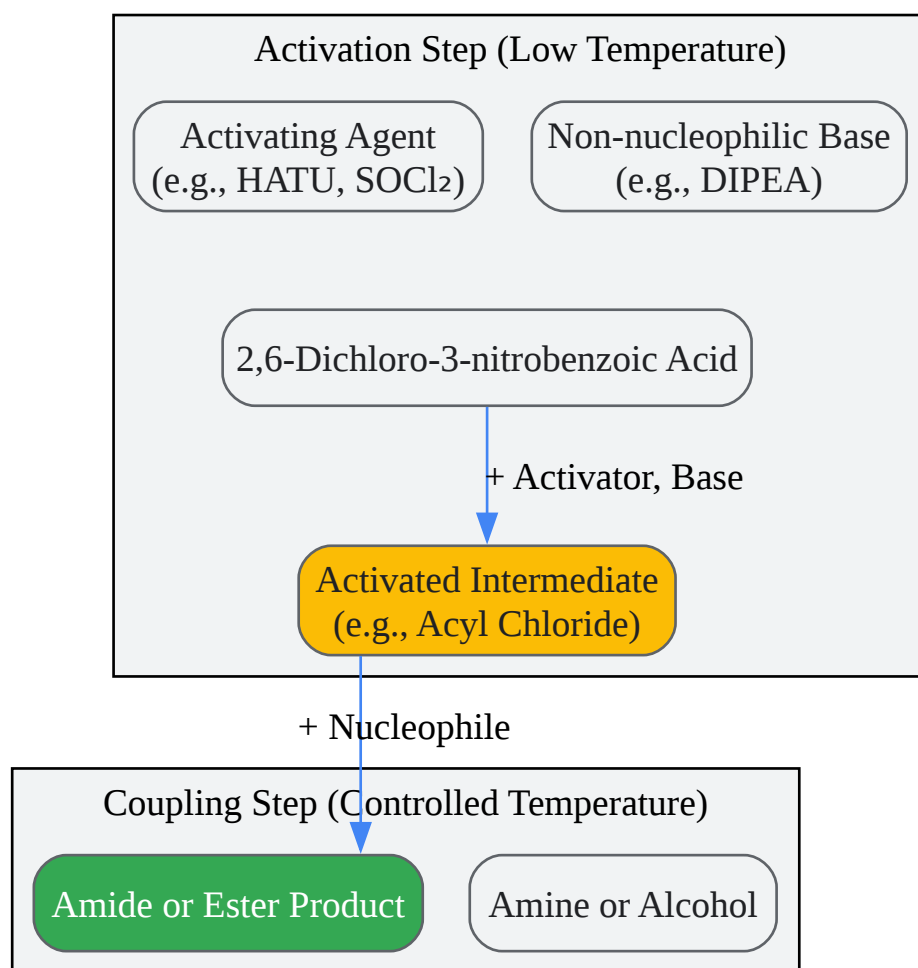 Activation Step (Low Temperature)
Activating Agent
(e.g., HATU, SOCl₂)
Non-nucleophilic Base
(e.g., DIPEA)
2,6-Dichloro-3-nitrobenzoic Acid
+ Activator, Base
Activated Intermediate
(e.g., Acyl Chloride)
+ Nucleophile
Coupling Step (Controlled Temperature)
Amide or Ester Product
Amine or Alcohol